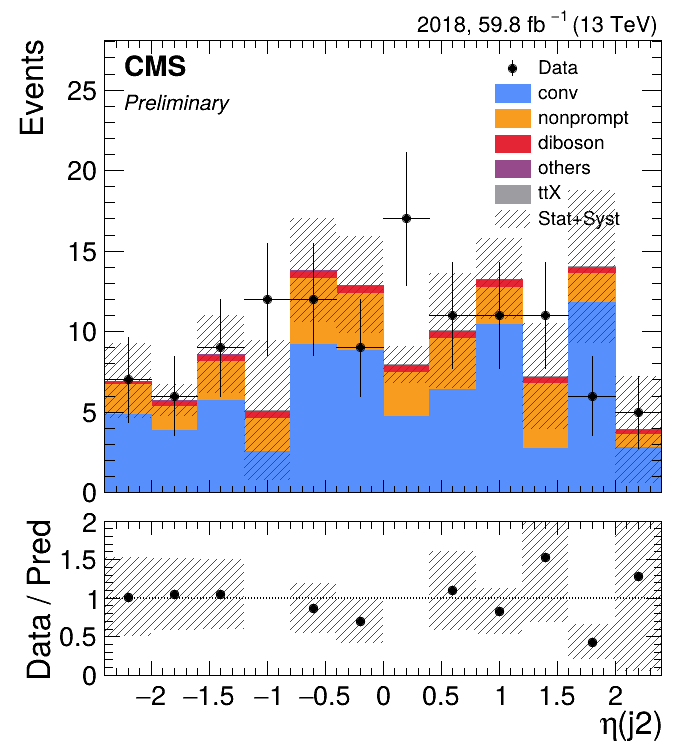 2018, 59.8 fb⁻¹ (13 TeV)
CMS
Preliminary
Events
25
20
15
10
5
0
Data
conv
nonprompt
diboson
others
ttX
Stat+Syst
Data / Pred
2
1.5
1
0.5
0
−2 −1.5 −1 −0.5 0 0.5 1 1.5 2
η(j2)